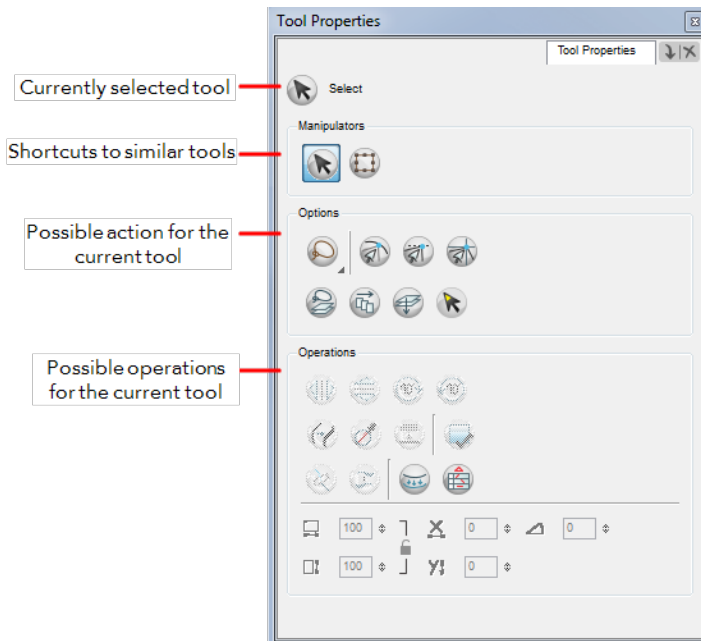 Tool Properties
Tool Properties
Currently selected tool
Select
Manipulators
Shortcuts to similar tools
Options
Possible action for the
current tool
Operations
Possible operations
for the current tool
100
X
0
0
100
Y
0